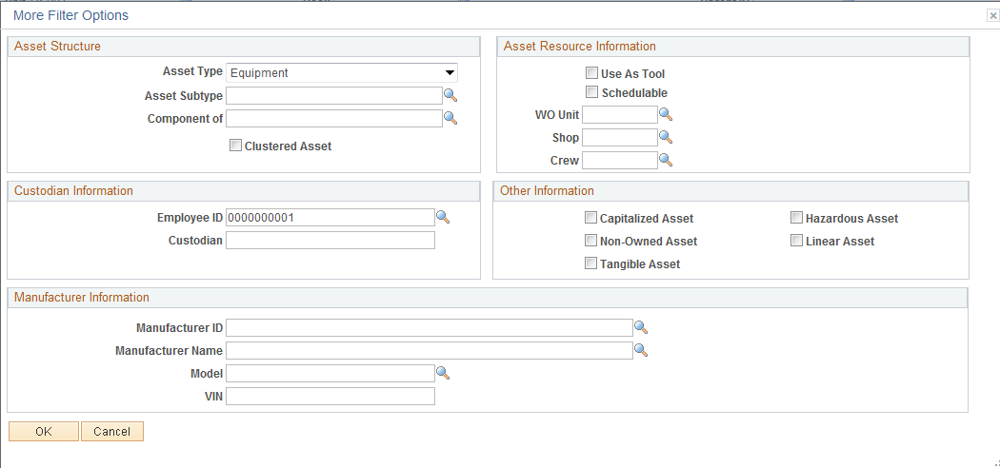 More Filter Options
Asset Structure
Asset Type Equipment
Asset Subtype
Component of
Clustered Asset
Asset Resource Information
Use As Tool
Schedulable
WO Unit
Shop
Crew
Custodian Information
Employee ID 0000000001
Custodian
Other Information
Capitalized Asset Hazardous Asset
Non-Owned Asset Linear Asset
Tangible Asset
Manufacturer Information
Manufacturer ID
Manufacturer Name
Model
VIN
OK Cancel